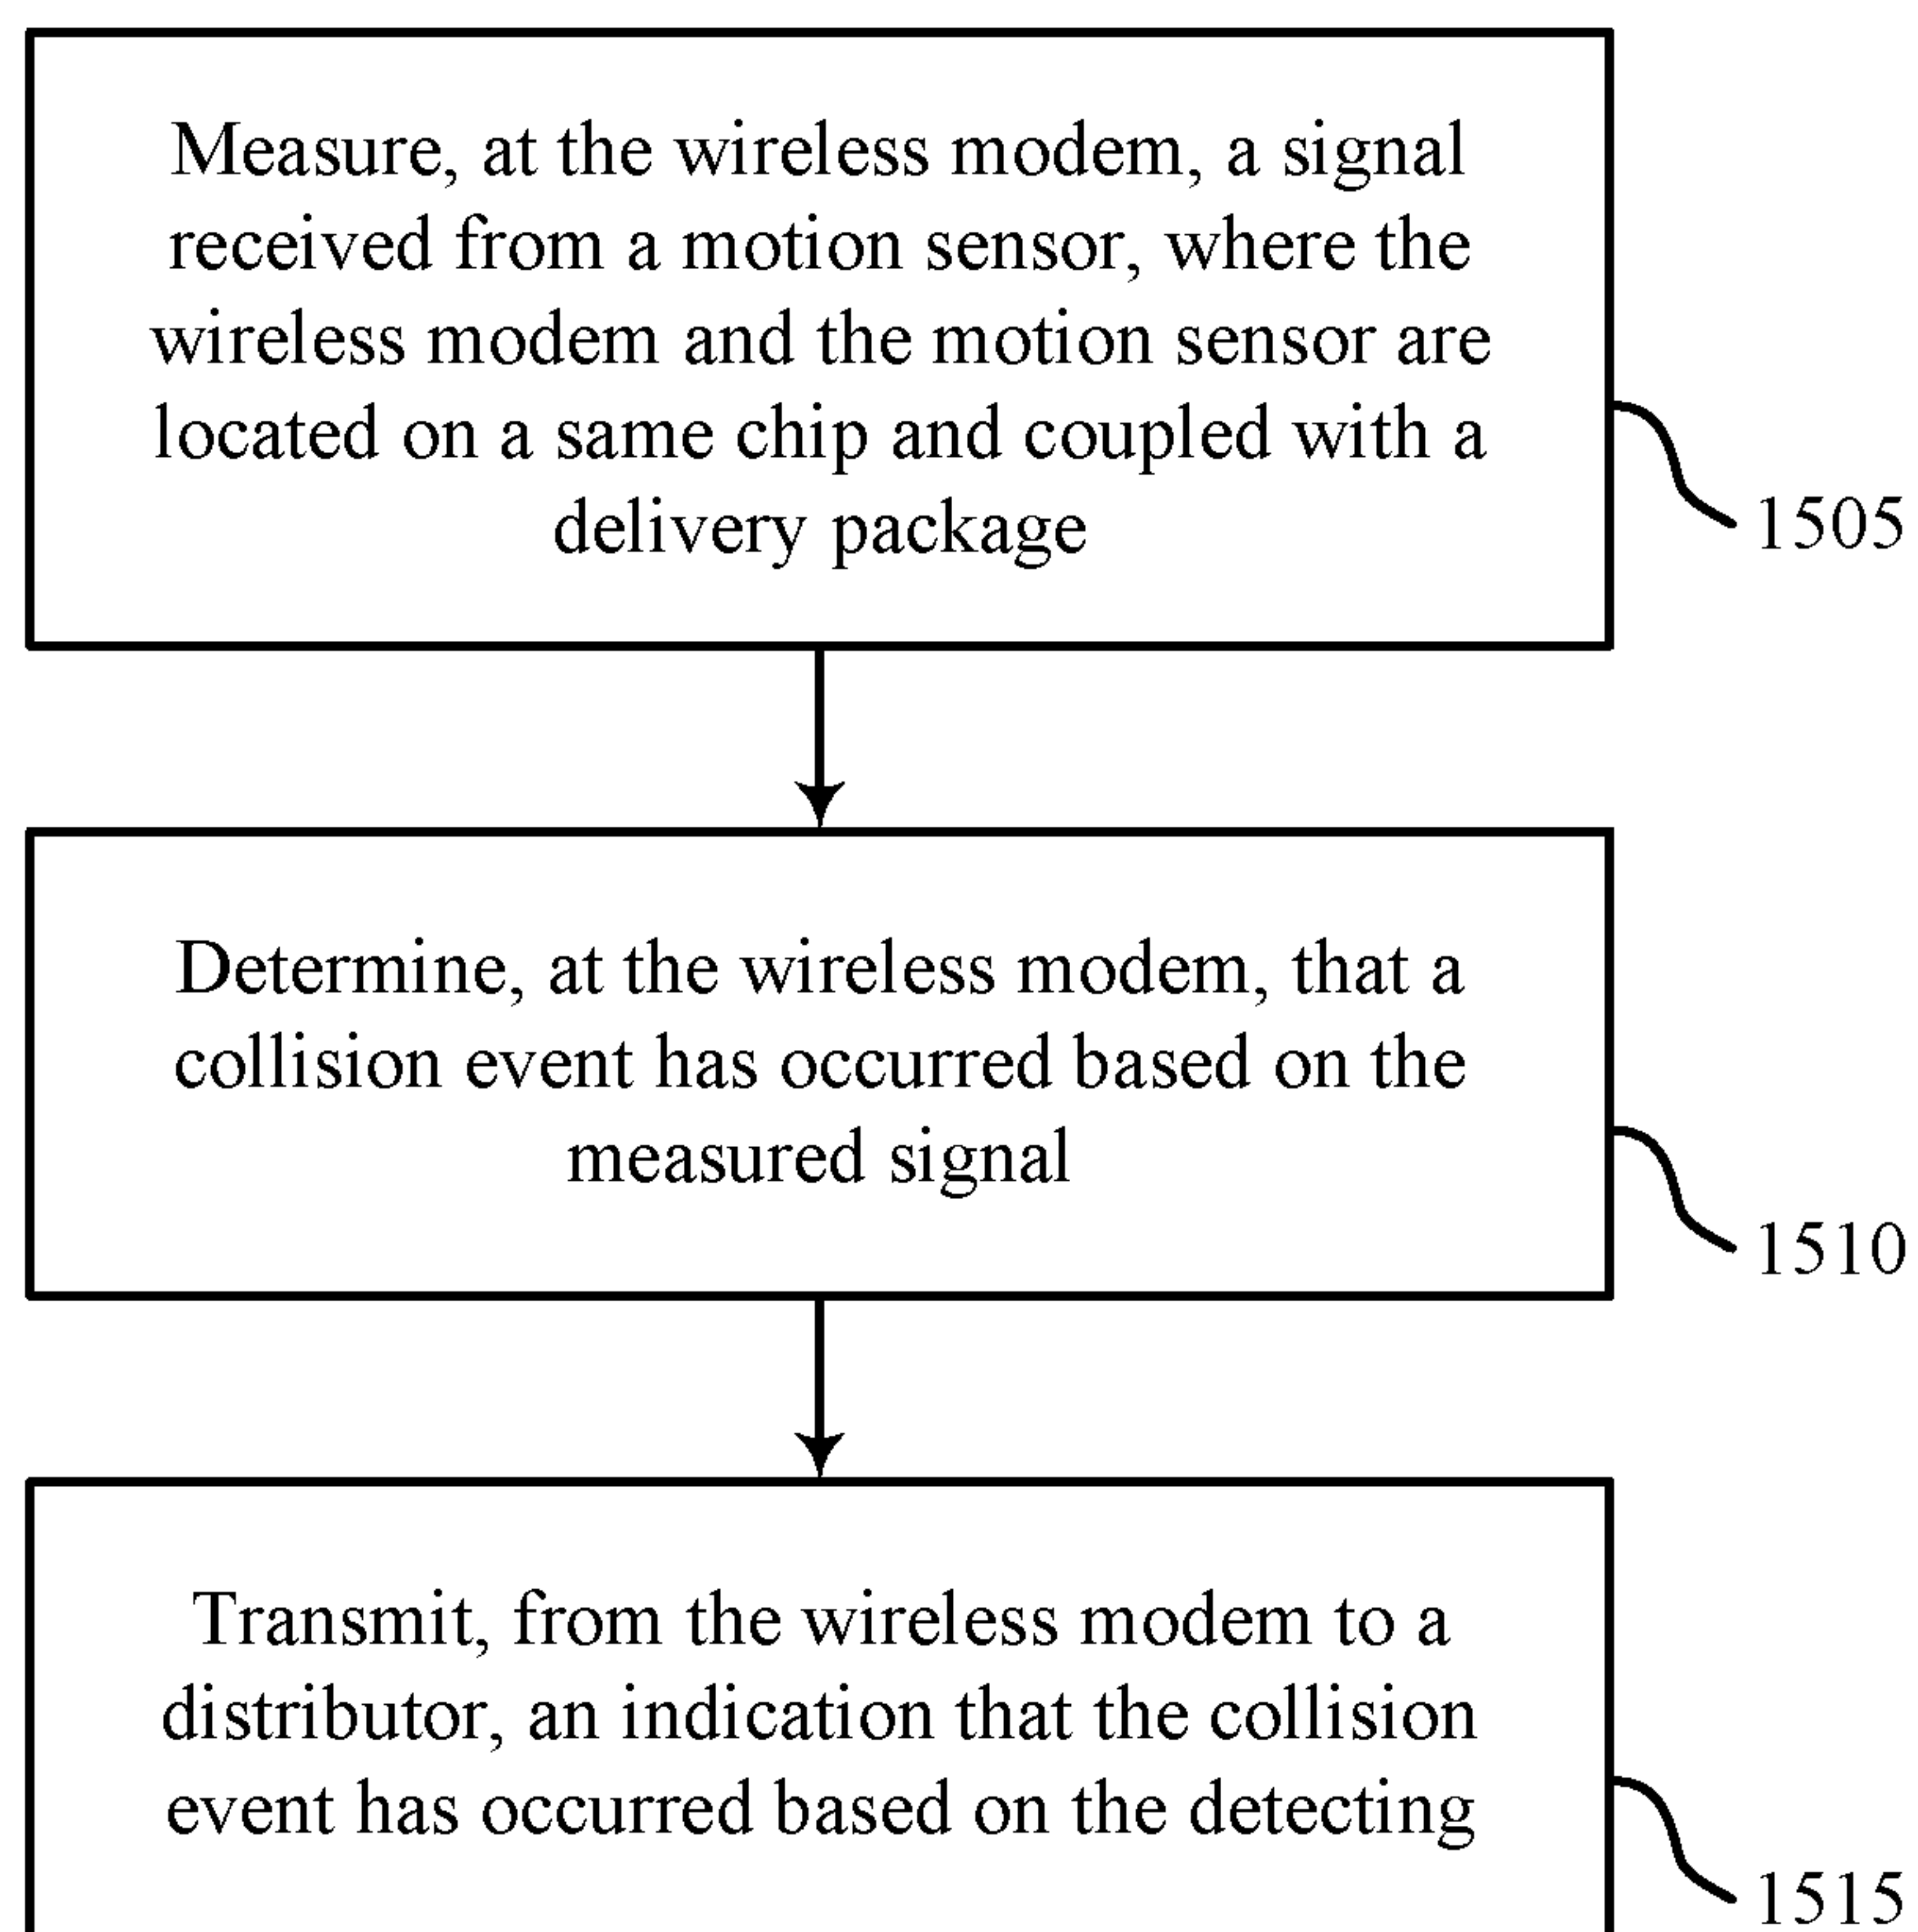 Measure, at the wireless modem, a signal
received from a motion sensor, where the
wireless modem and the motion sensor are
located on a same chip and coupled with a
delivery package
1505
Determine, at the wireless modem, that a
collision event has occurred based on the
measured signal
1510
Transmit, from the wireless modem to a
distributor, an indication that the collision
event has occurred based on the detecting
1515